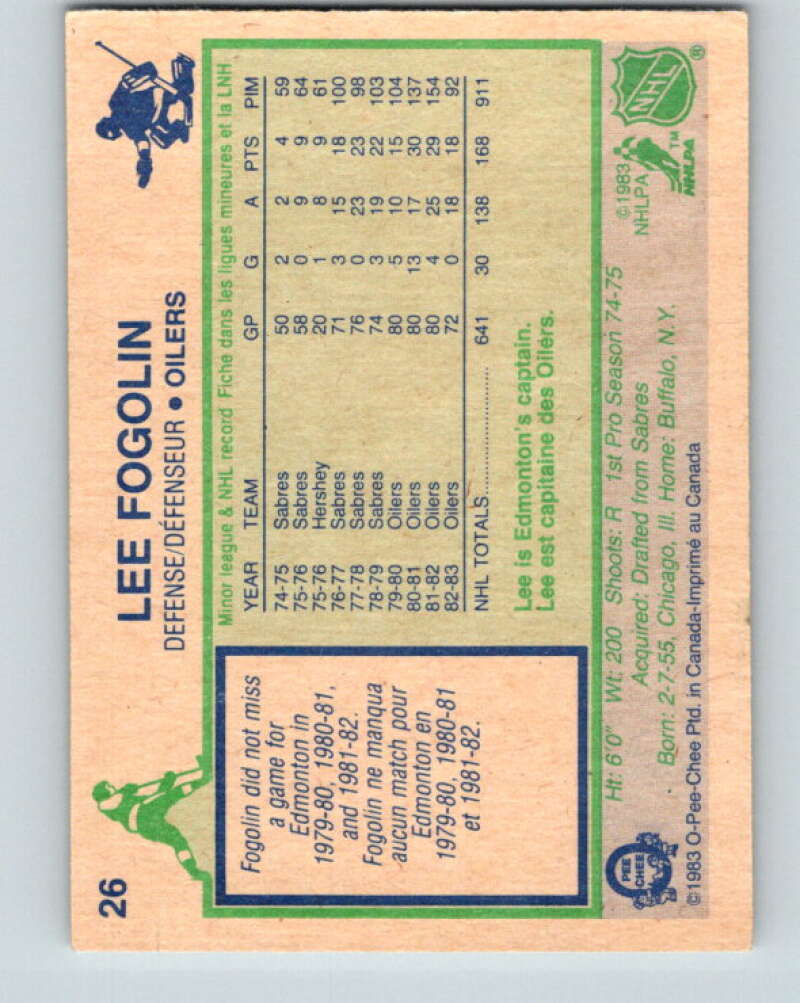 26
LEE FOGOLIN
DEFENSE/DÉFENSEUR • OILERS
Fogolin did not miss
a game for
Edmonton in
1979-80, 1980-81,
and 1981-82.
Fogolin ne manqua
aucun match pour
Edmonton en
1979-80, 1980-81
et 1981-82.
Minor league & NHL record Fiche dans les ligues mineures et la LNH
YEAR TEAM GP G A PTS PIM
74-75 Sabres 50 2 2 4 59
75-76 Sabres 58 0 9 9 64
75-76 Hershey 20 1 8 9 61
76-77 Sabres 71 3 15 18 100
77-78 Sabres 76 0 23 23 98
78-79 Sabres 74 3 19 22 103
79-80 Oilers 80 5 10 15 104
80-81 Oilers 80 13 17 30 137
81-82 Oilers 80 4 25 29 154
82-83 Oilers 72 0 18 18 92
NHL TOTALS.................. 641 30 138 168 911
Lee is Edmonton's captain.
Lee est capitaine des Oilers.
Ht: 6'0" Wt: 200 Shoots: R 1st Pro Season 74-75
Acquired: Drafted from Sabres
Born: 2-7-55, Chicago, Ill. Home: Buffalo, N.Y.
©1983 O-Pee-Chee Ptd. in Canada-Imprimé au Canada
PEE
CHEE
NHL ®
©1983
NHLPA
NHLPA ™